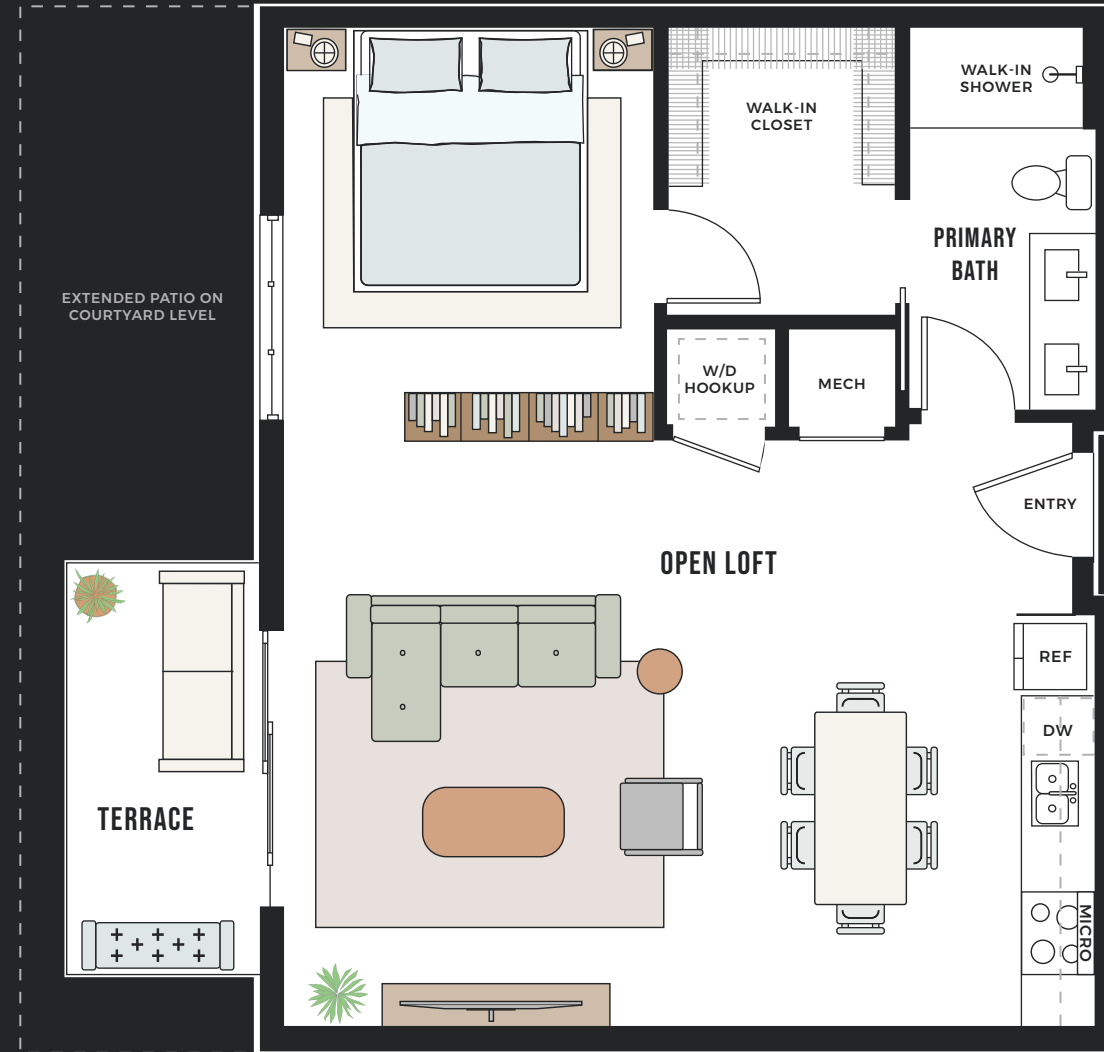 WALK-IN
SHOWER
WALK-IN
CLOSET
PRIMARY
BATH
EXTENDED PATIO ON
COURTYARD LEVEL
W/D
HOOKUP
MECH
ENTRY
OPEN LOFT
REF
DW
TERRACE
MICRO